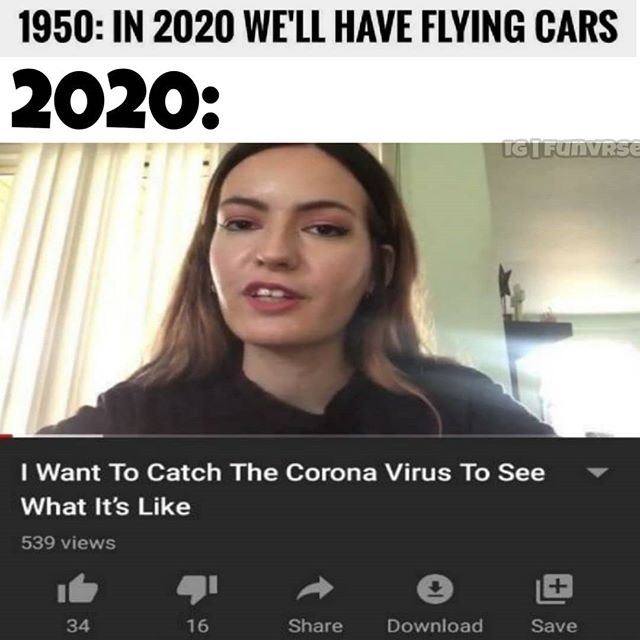 1950: IN 2020 WE'LL HAVE FLYING CARS
2020:
IG | FUNVRSE
I Want To Catch The Corona Virus To See
What It's Like
539 views
34
16
Share
Download
Save